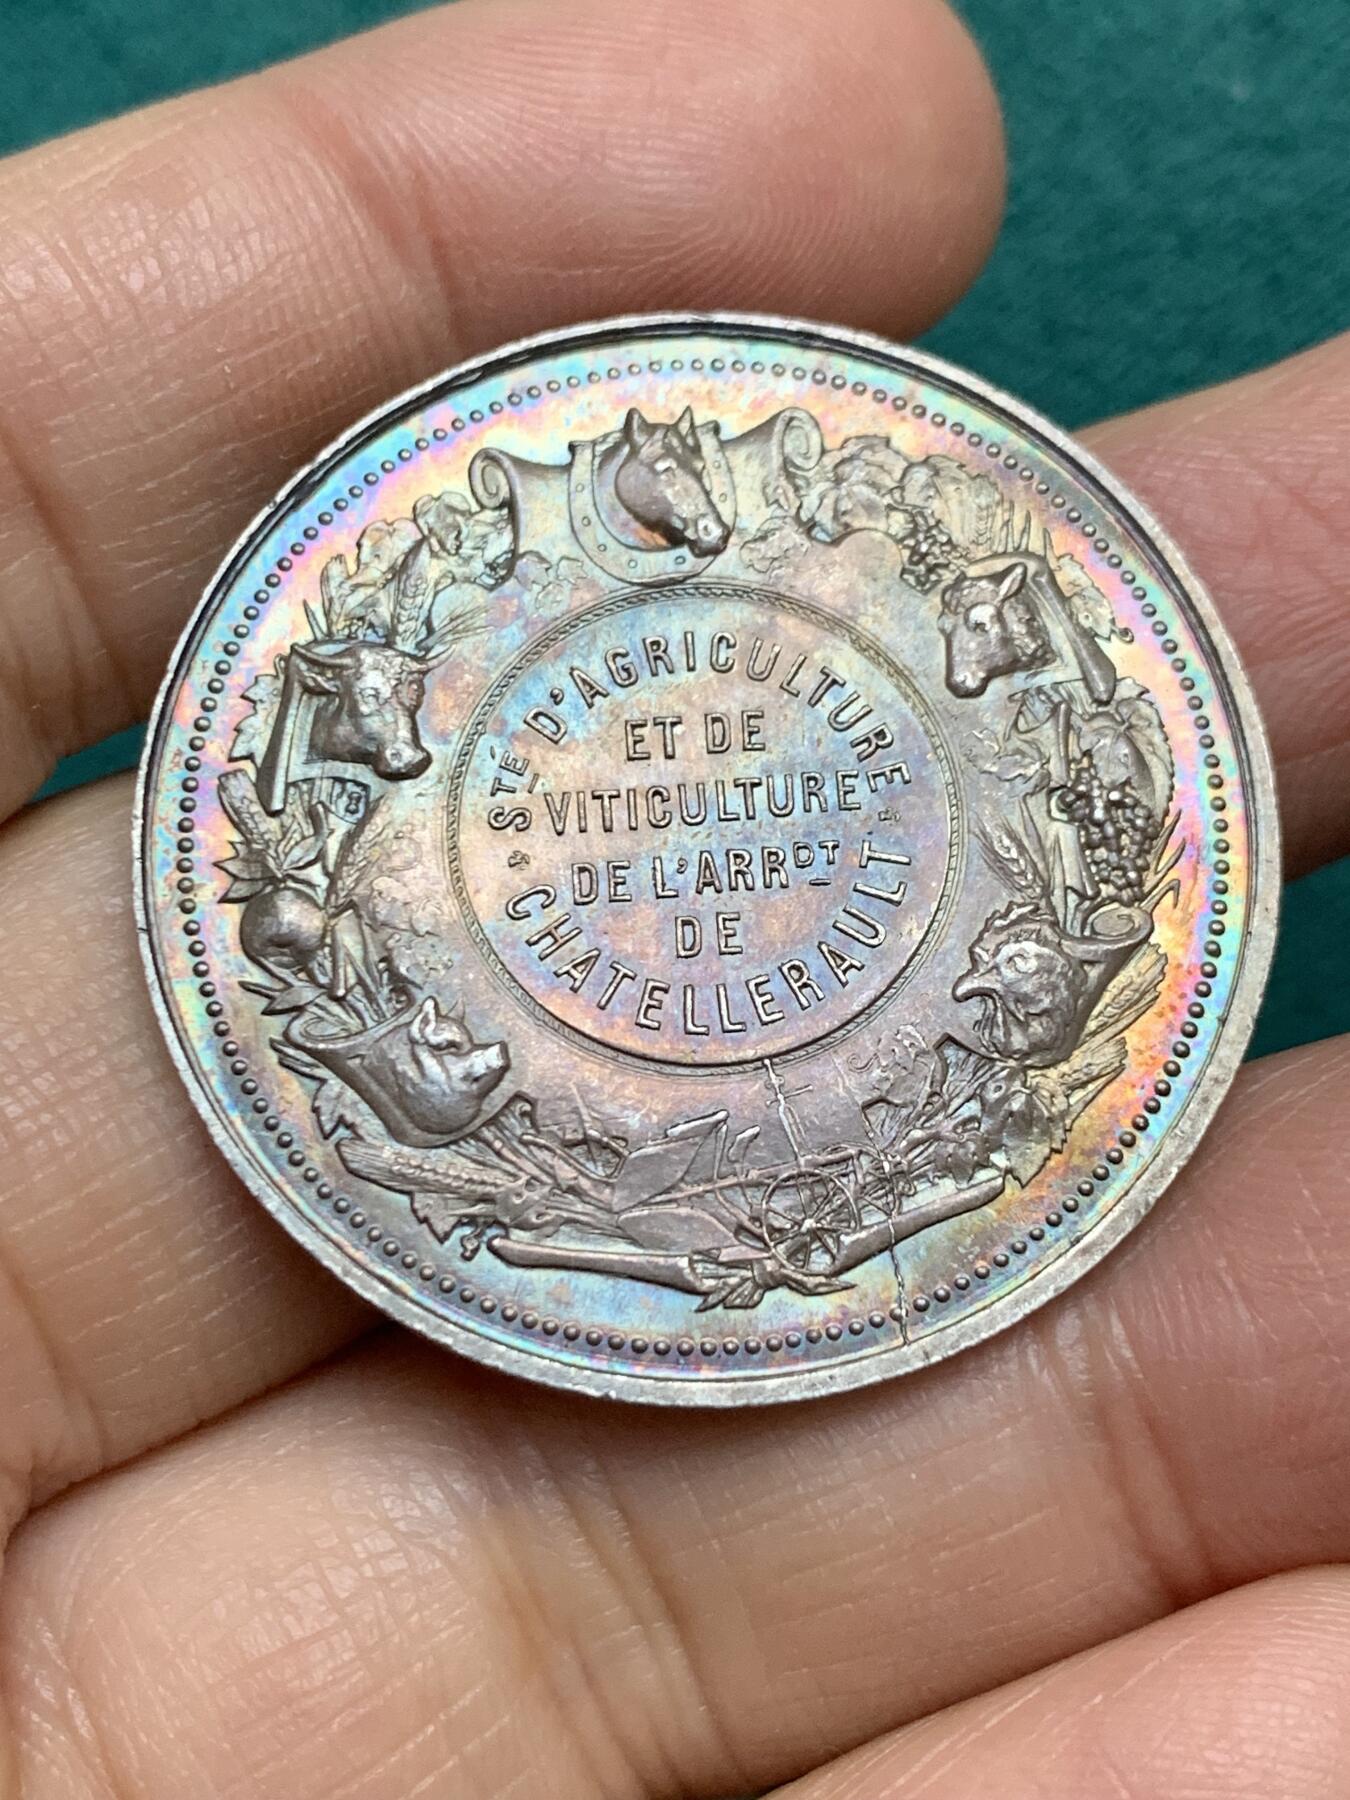 STÉ D'AGRICULTURE
ET DE
VITICULTURE
DE L'ARRDT
DE
CHATELLERAULT